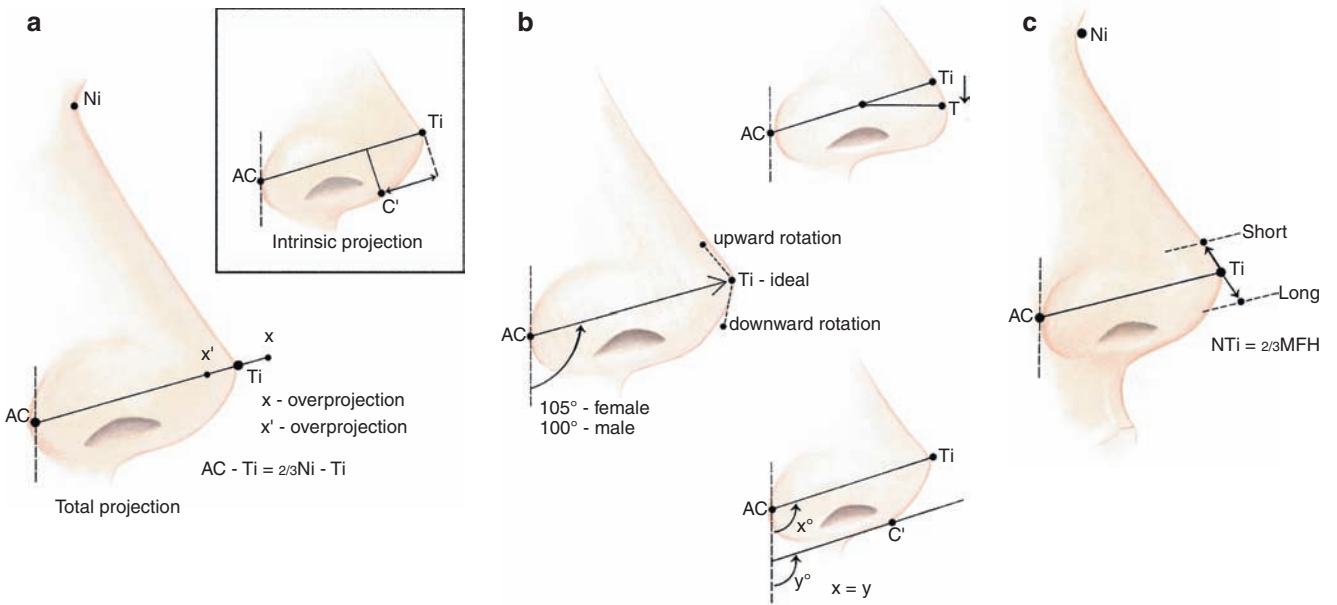 a
Ni
Ti
AC
C'
Intrinsic projection
x'
x
Ti
AC
x - overprojection
x' - overprojection
AC - Ti = 2/3Ni - Ti
Total projection
b
Ti
T
AC
upward rotation
Ti - ideal
downward rotation
AC
105° - female
100° - male
Ti
AC
x°
C'
y°
x = y
c
Ni
Short
Ti
Long
AC
NTi = 2/3MFH